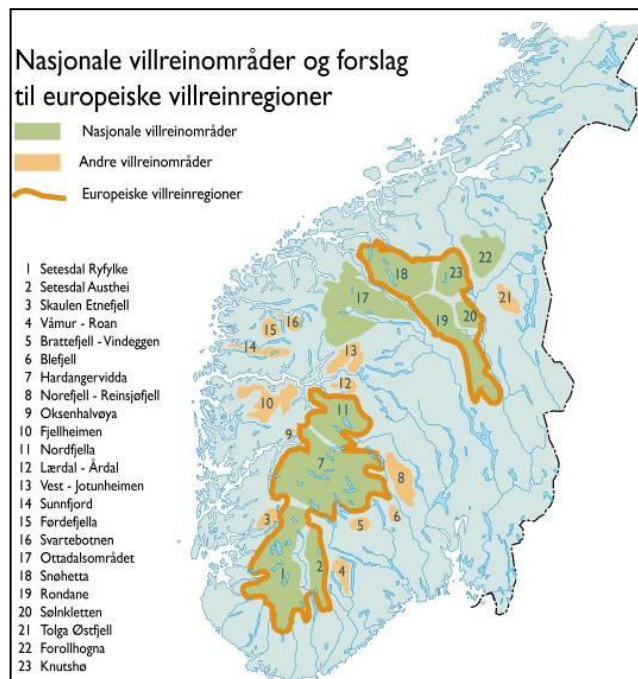 Nasjonale villreinområder og forslag
til europeiske villreinregioner
Nasjonale villreinområder
Andre villreinområder
Europeiske villreinregioner
1 Setesdal Ryfylke
2 Setesdal Austhei
3 Skaulen Etnefjell
4 Våmur - Roan
5 Brattefjell - Vindeggen
6 Blefjell
7 Hardangervidda
8 Norefjell - Reinsjøfjell
9 Oksenhalvøya
10 Fjellheimen
11 Nordfjella
12 Lærdal - Årdal
13 Vest - Jotunheimen
14 Sunnfjord
15 Førdefjella
16 Svartebotnen
17 Ottadalsområdet
18 Snøhetta
19 Rondane
20 Sølnkletten
21 Tolga Østfjell
22 Forollhogna
23 Knutshø
22
18
23
17
21
19
20
15
16
14
13
12
10
11
9
7
8
6
3
5
1
2
4